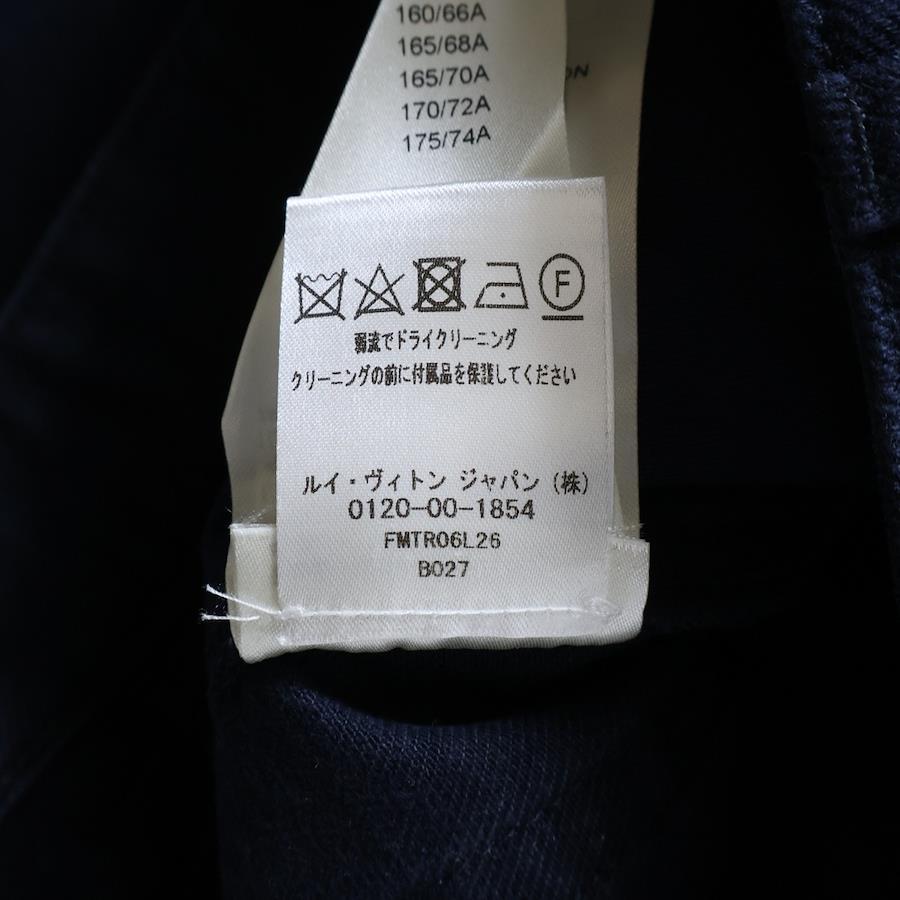 160/66A
165/68A
165/70A
170/72A
175/74A
ON
F
弱流でドライクリーニング
クリーニングの前に付属品を保護してください
ルイ・ヴィトン ジャパン (株)
0120-00-1854
FMTR06L26
B027